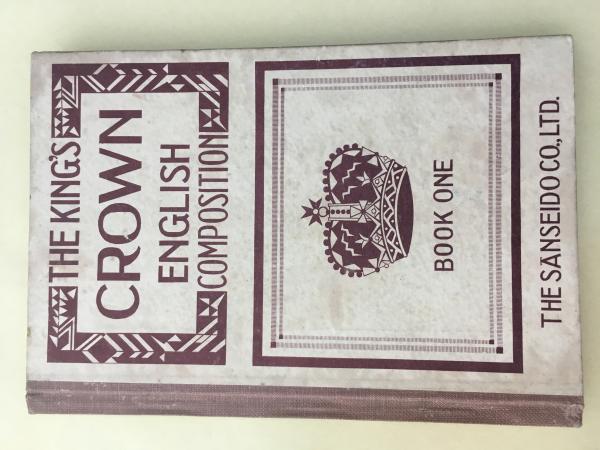 THE KING'S
CROWN
ENGLISH
COMPOSITION
BOOK ONE
THE SANSEIDO CO., LTD.